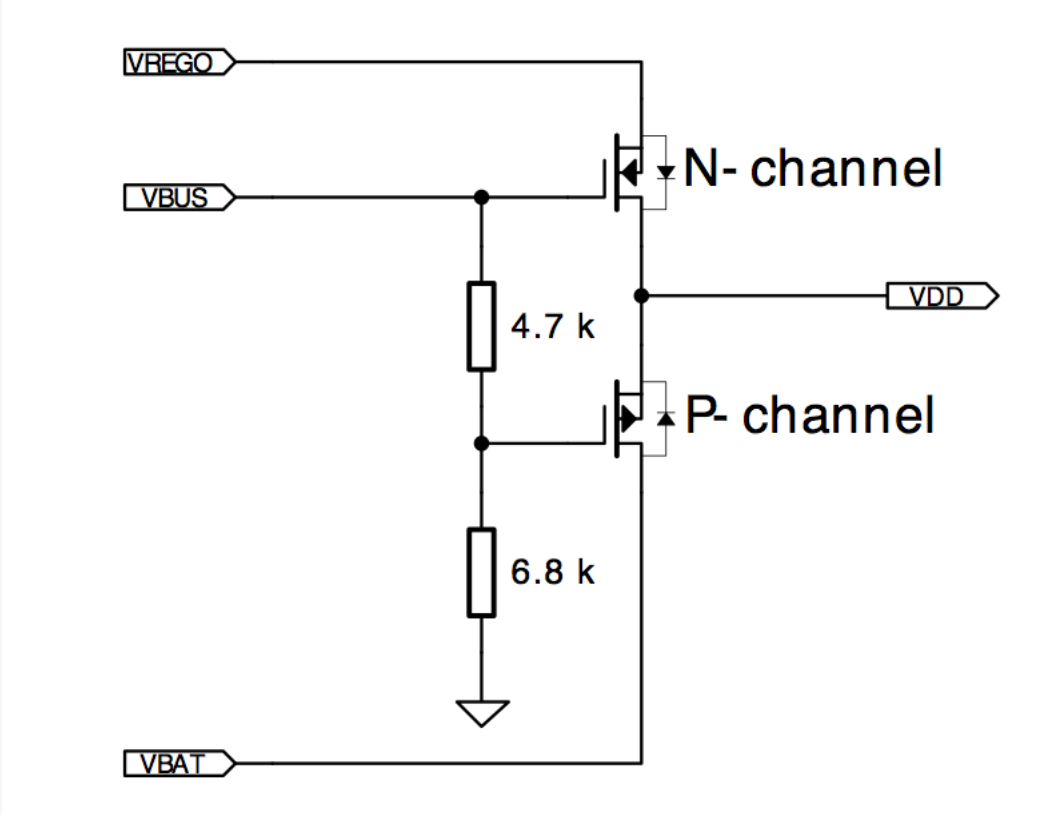 VREGO
N- channel
VBUS
VDD
4.7 k
P- channel
6.8 k
VBAT